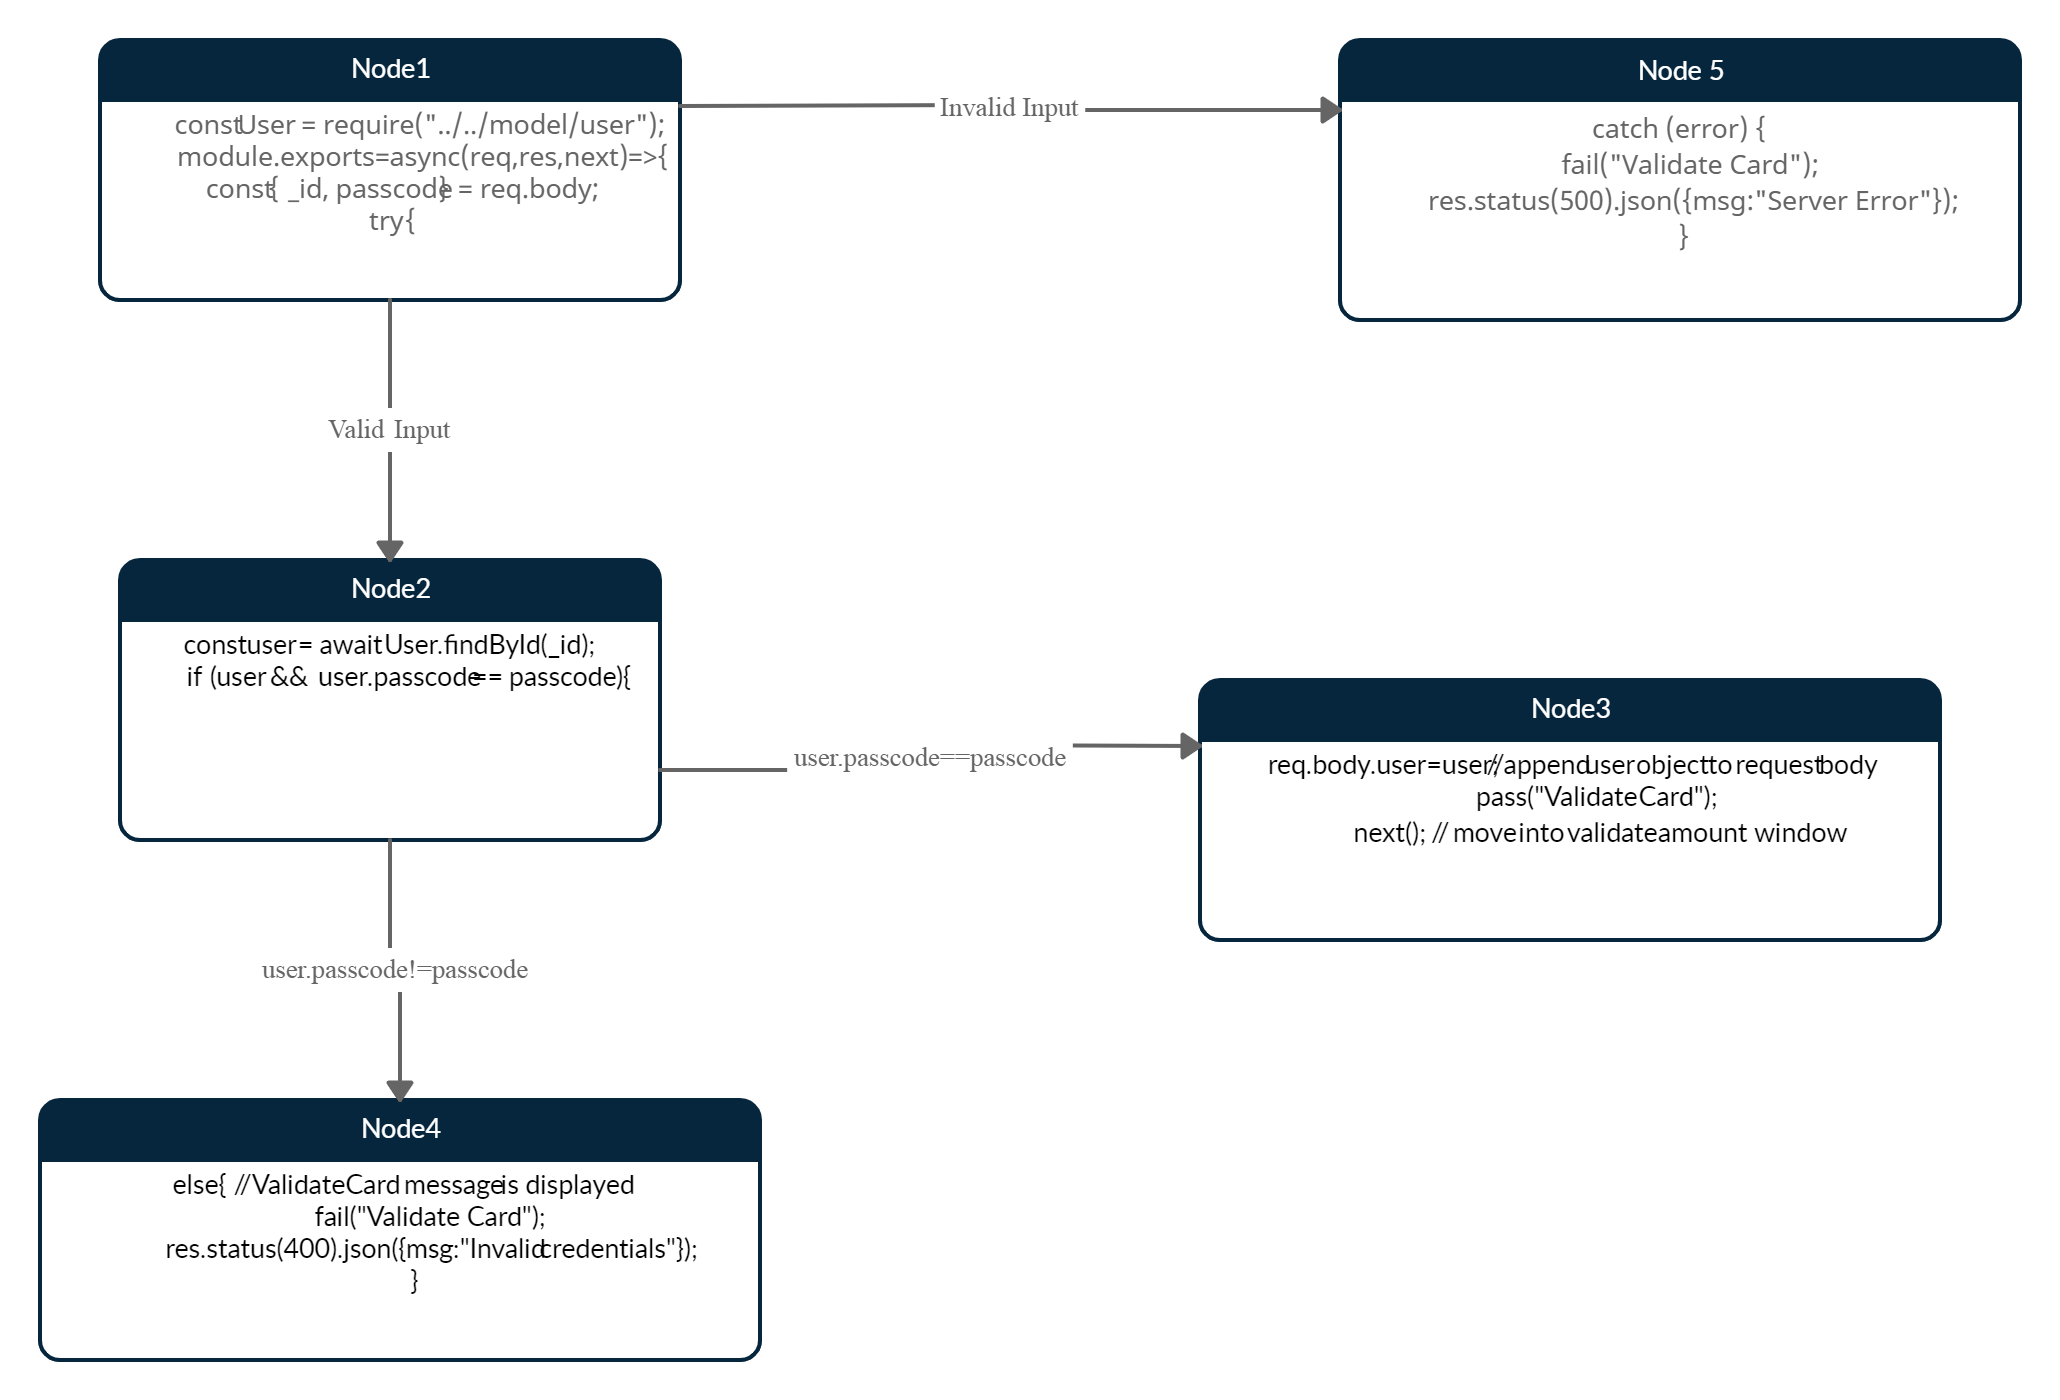 Node1
const User = require("../../model/user");
module.exports=async(req,res,next)=>{
const { _id, passcode } = req.body;
try {
Invalid Input
Node 5
catch (error) {
fail("Validate Card");
res.status(500).json({msg:"Server Error"});
}
Valid Input
Node2
const user = await User.findById(_id);
if (user && user.passcode == passcode){
user.passcode==passcode
Node3
req.body.user=user; //append user object to request body
pass("Validate Card");
next(); // move into validate amount window
user.passcode!=passcode
Node4
else{ //Validate Card message is displayed
fail("Validate Card");
res.status(400).json({msg:"Invalid credentials"});
}